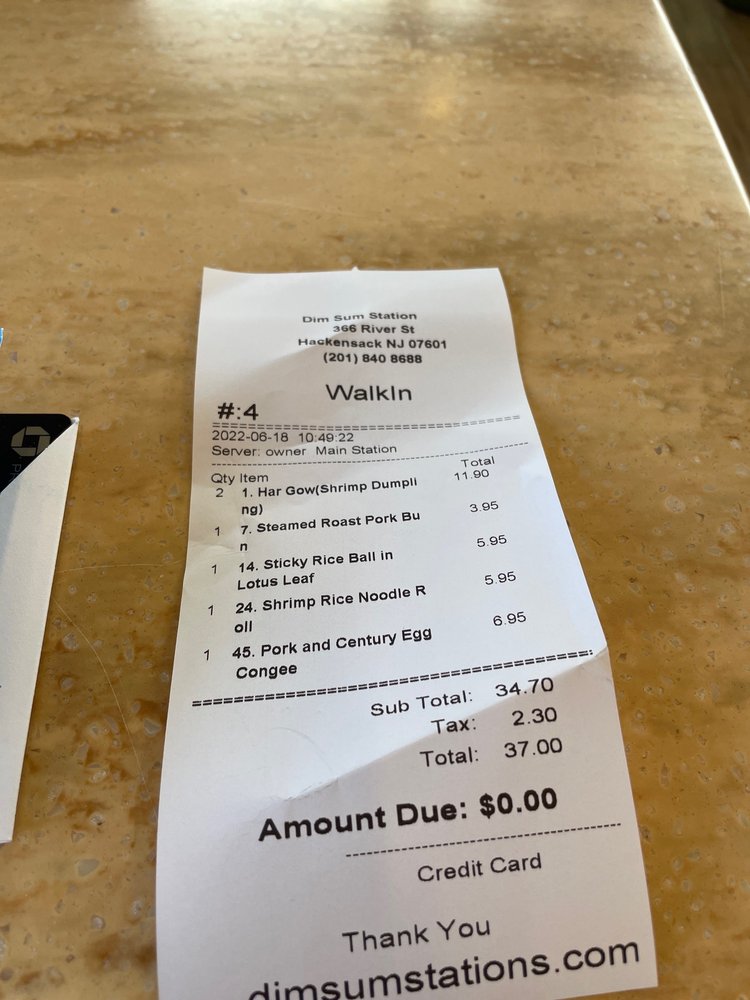 Dim Sum Station
366 River St
Hackensack NJ 07601
(201) 840 8688
WalkIn
#:4
==================================================
2022-06-18 10:49:22
Server: owner Main Station
--------------------------------------------------
Qty Item Total
2 1. Har Gow(Shrimp Dumpli 11.90
ng)
1 7. Steamed Roast Pork Bu 3.95
n
1 14. Sticky Rice Ball in 5.95
Lotus Leaf
1 24. Shrimp Rice Noodle R 5.95
oll
1 45. Pork and Century Egg 6.95
Congee
==================================================
Sub Total: 34.70
Tax: 2.30
Total: 37.00
Amount Due: $0.00
--------------------------------------------------
Credit Card
Thank You
dimsumstations.com